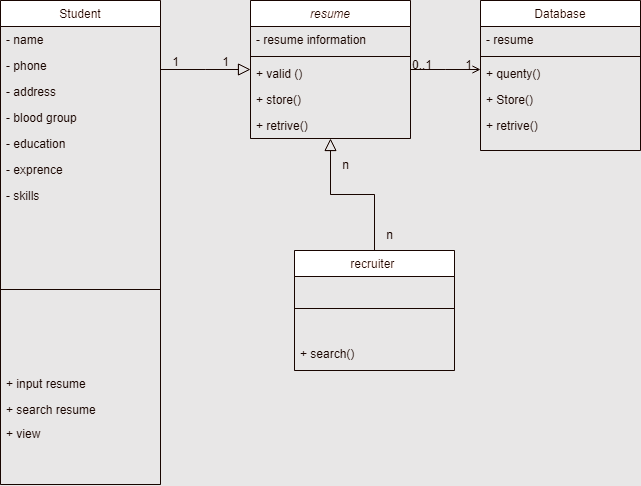 Student
- name
- phone
- address
- blood group
- education
- exprence
- skills
+ input resume
+ search resume
+ view
1
1
resume
- resume information
+ valid ()
+ store()
+ retrive()
0..1
1
Database
- resume
+ quenty()
+ Store()
+ retrive()
n
n
recruiter
+ search()